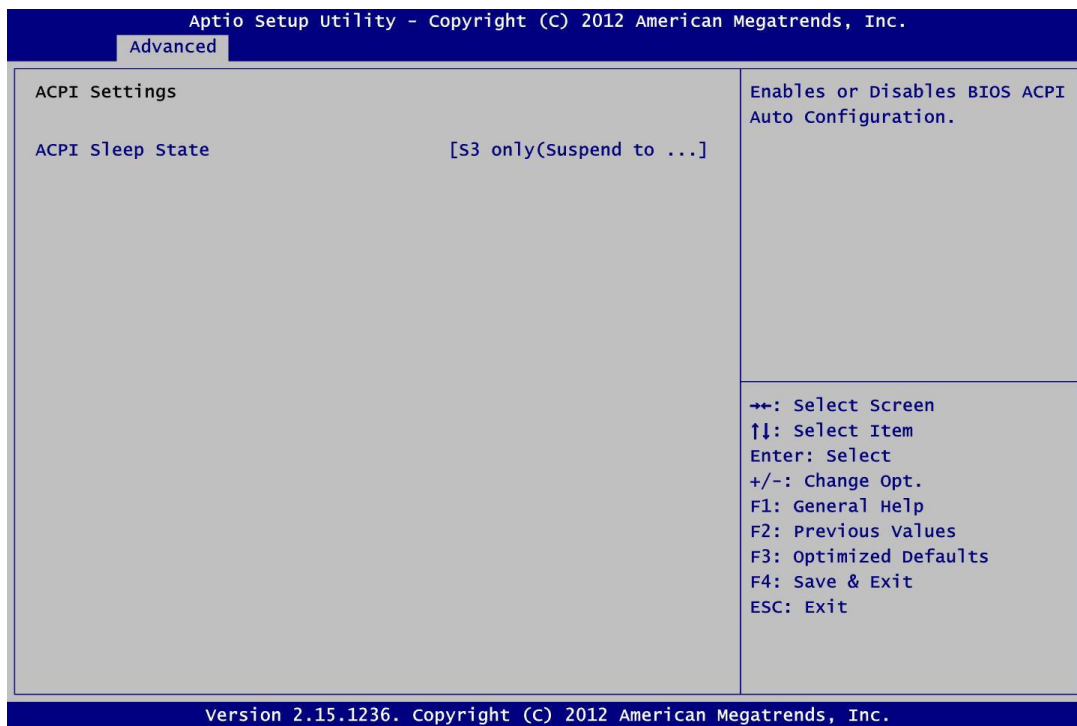 Aptio Setup Utility - Copyright (C) 2012 American Megatrends, Inc.
Advanced
ACPI Settings
ACPI Sleep State [S3 only(Suspend to ...]
Enables or Disables BIOS ACPI
Auto Configuration.
→←: Select Screen
↑↓: Select Item
Enter: Select
+/-: Change Opt.
F1: General Help
F2: Previous Values
F3: Optimized Defaults
F4: Save & Exit
ESC: Exit
Version 2.15.1236. Copyright (C) 2012 American Megatrends, Inc.